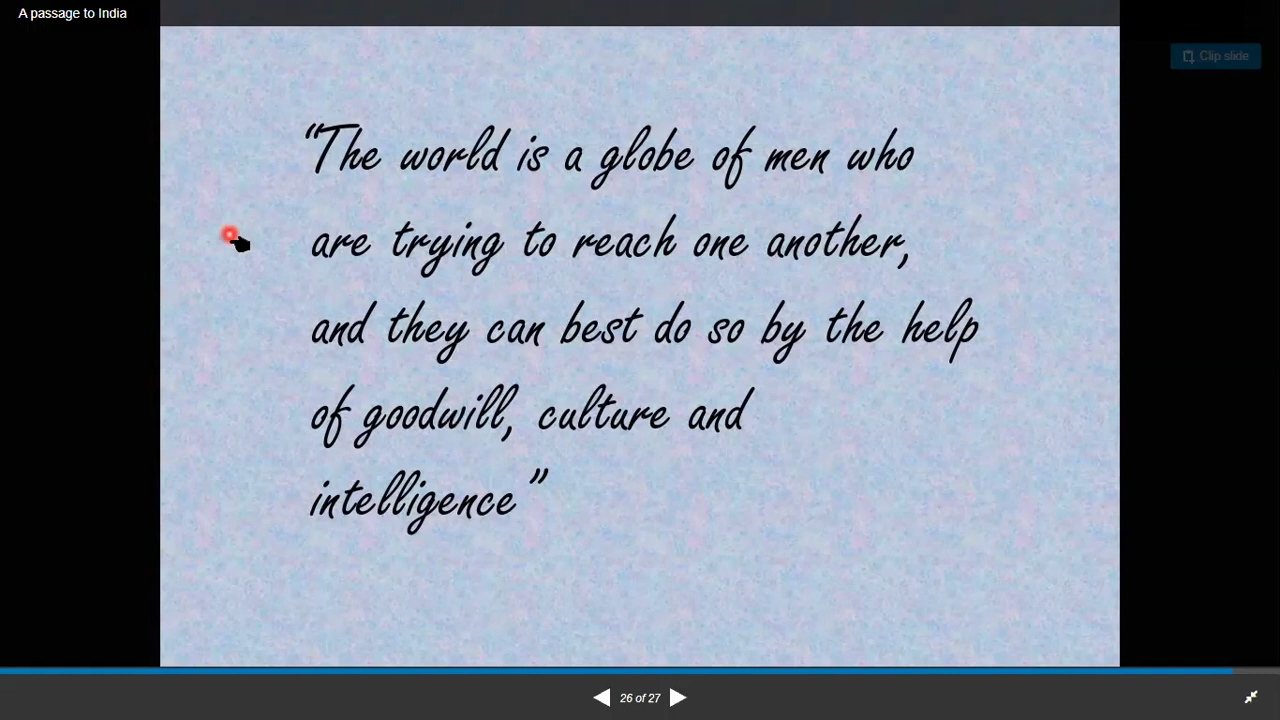 A passage to India
Clip slide
“The world is a globe of men who
are trying to reach one another,
and they can best do so by the help
of goodwill, culture and
intelligence”
26 of 27